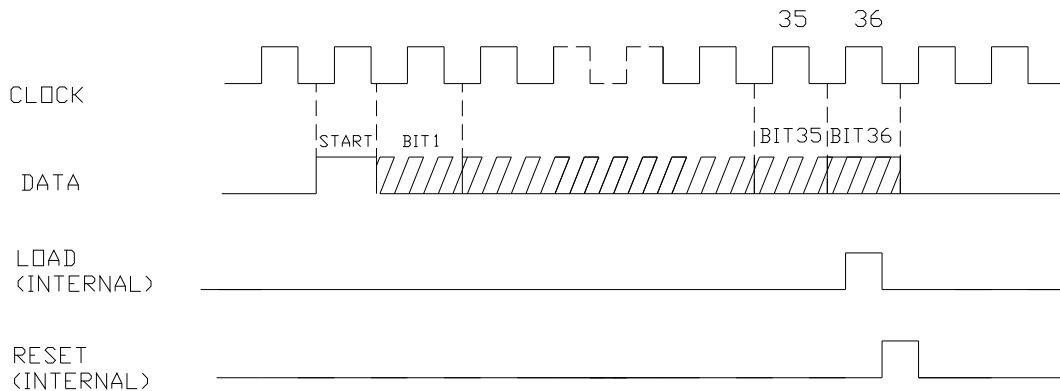 35 36
CLOCK
START BIT1 BIT35 BIT36
DATA
LOAD
(INTERNAL)
RESET
(INTERNAL)